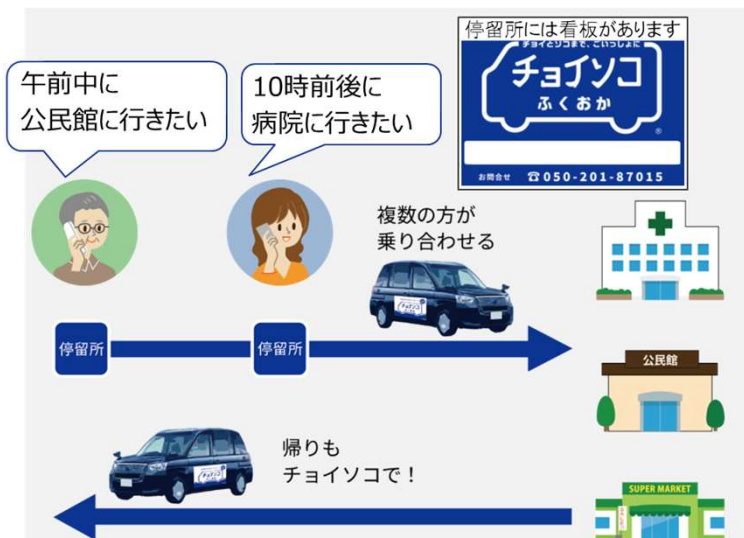 停留所には看板があります
チョイとソコまで、ごいっしょに
チョイソコ
ふくおか
®
お問合せ ☎050-201-87015
午前中に
公民館に行きたい
10時前後に
病院に行きたい
複数の方が
乗り合わせる
チョイソコ
停留所
停留所
公民館
帰りも
チョイソコで！
チョイソコ
SUPER MARKET